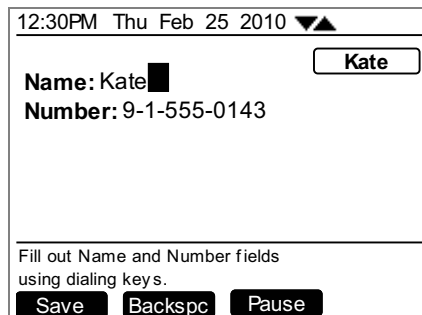 12:30PM Thu Feb 25 2010
Kate
Name: Kate
Number: 9-1-555-0143
Fill out Name and Number fields
using dialing keys.
Save Backspc Pause